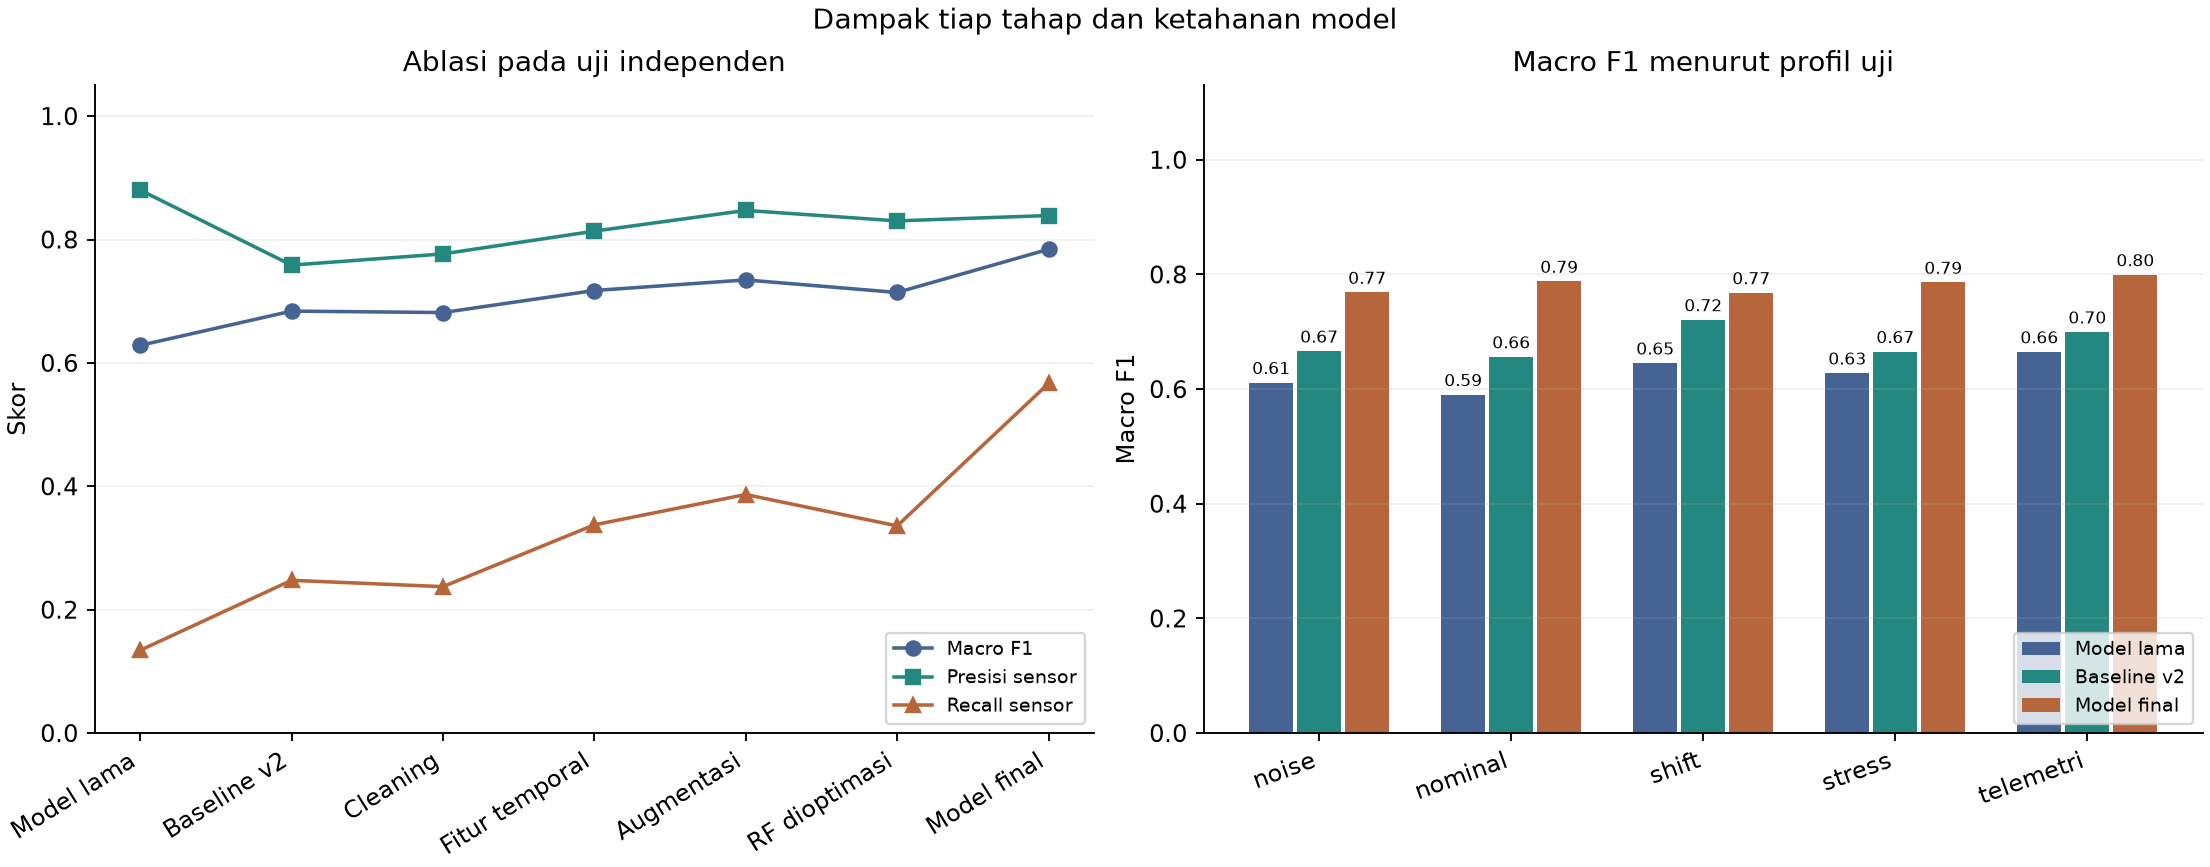 Dampak tiap tahap dan ketahanan model
Ablasi pada uji independen
Skor
1.0
0.8
0.6
0.4
0.2
0.0
Macro F1
Presisi sensor
Recall sensor
Model lama
Baseline v2
Cleaning
Fitur temporal
Augmentasi
RF dioptimasi
Model final
Macro F1 menurut profil uji
Macro F1
1.0
0.8
0.6
0.4
0.2
0.0
0.61
0.67
0.77
0.59
0.66
0.79
0.65
0.72
0.77
0.63
0.67
0.79
0.66
0.70
0.80
Model lama
Baseline v2
Model final
noise
nominal
shift
stress
telemetri